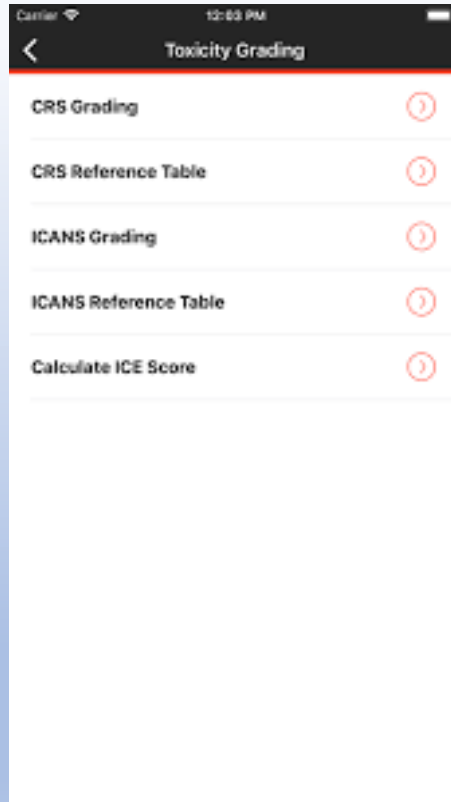 Carrier 12:03 PM
Toxicity Grading
CRS Grading
CRS Reference Table
ICANS Grading
ICANS Reference Table
Calculate ICE Score